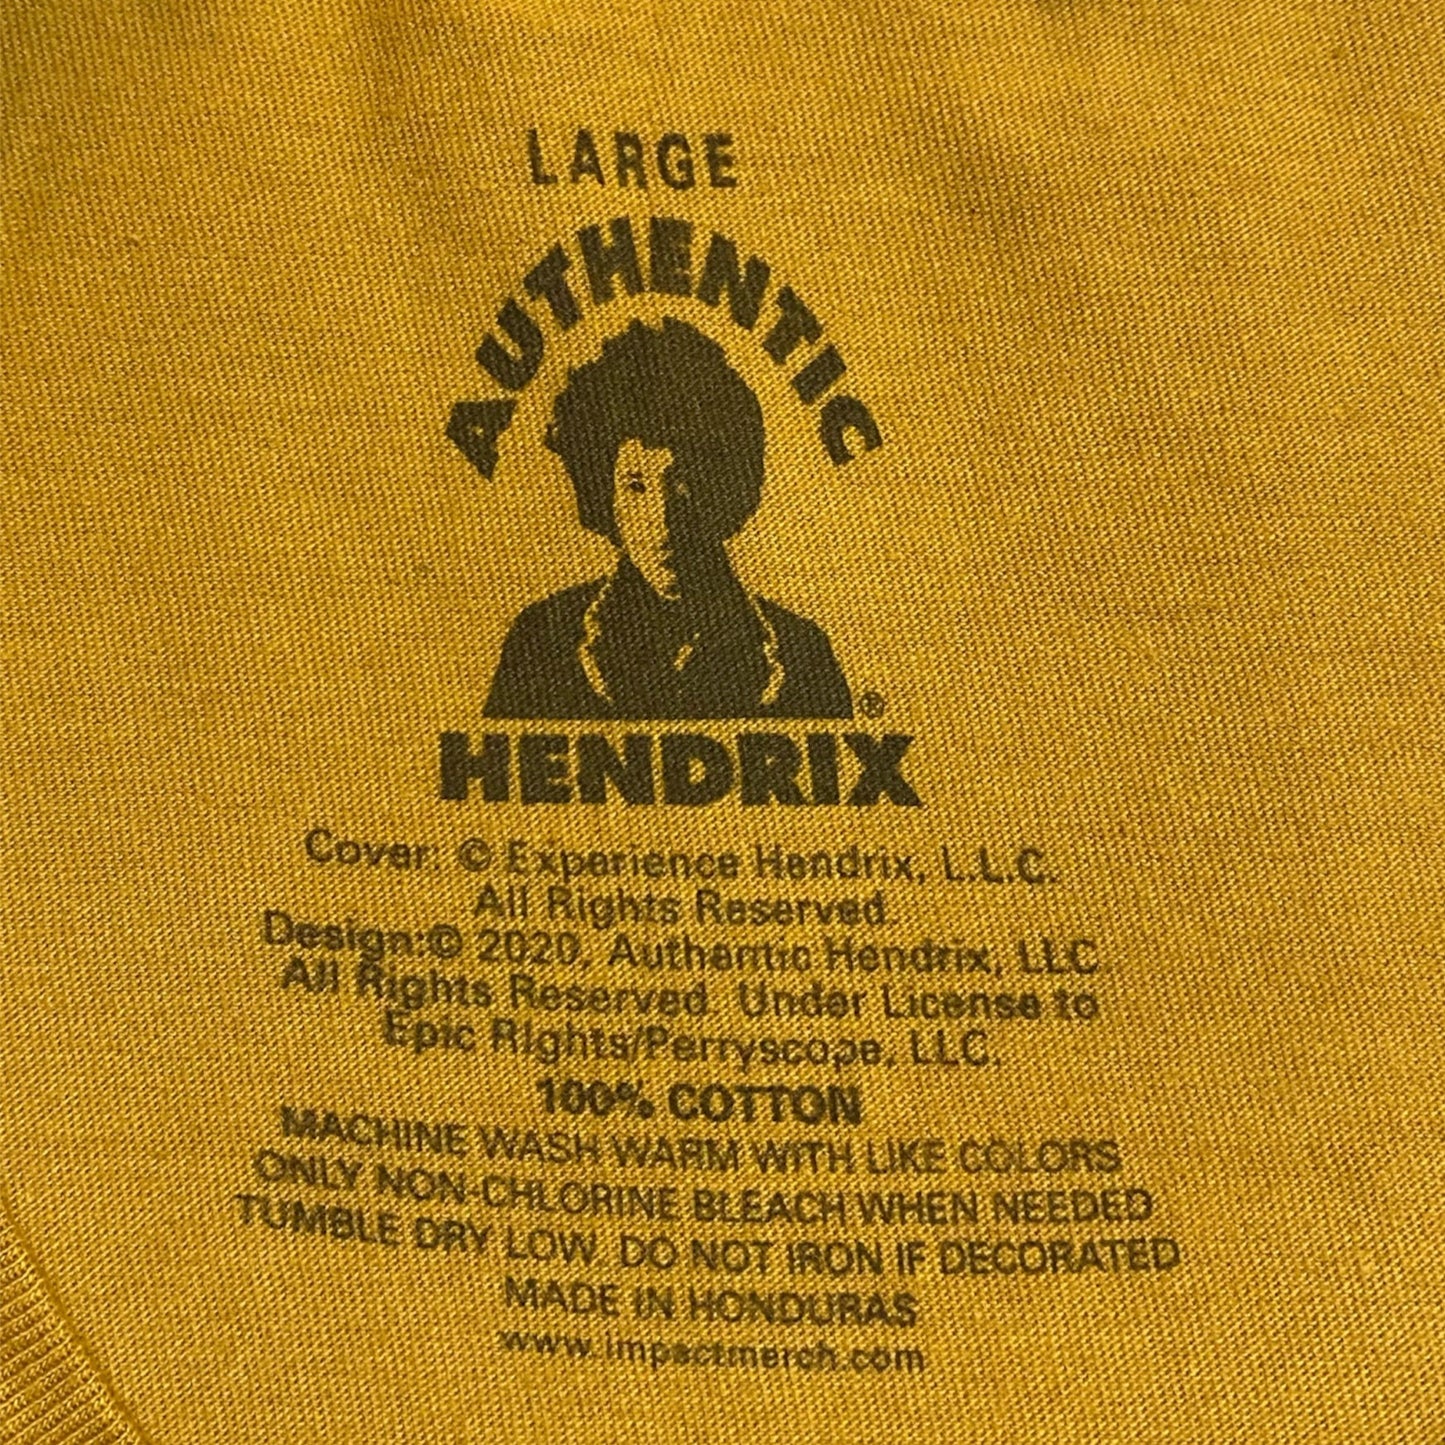 LARGE
AUTHENTIC
®
HENDRIX
Cover: © Experience Hendrix, L.L.C.
All Rights Reserved.
Design:© 2020, Authentic Hendrix, LLC
All Rights Reserved. Under License to
Epic Rights/Perryscope, LLC.
100% COTTON
MACHINE WASH WARM WITH LIKE COLORS
ONLY NON-CHLORINE BLEACH WHEN NEEDED
TUMBLE DRY LOW. DO NOT IRON IF DECORATED
MADE IN HONDURAS
www.impactmerch.com